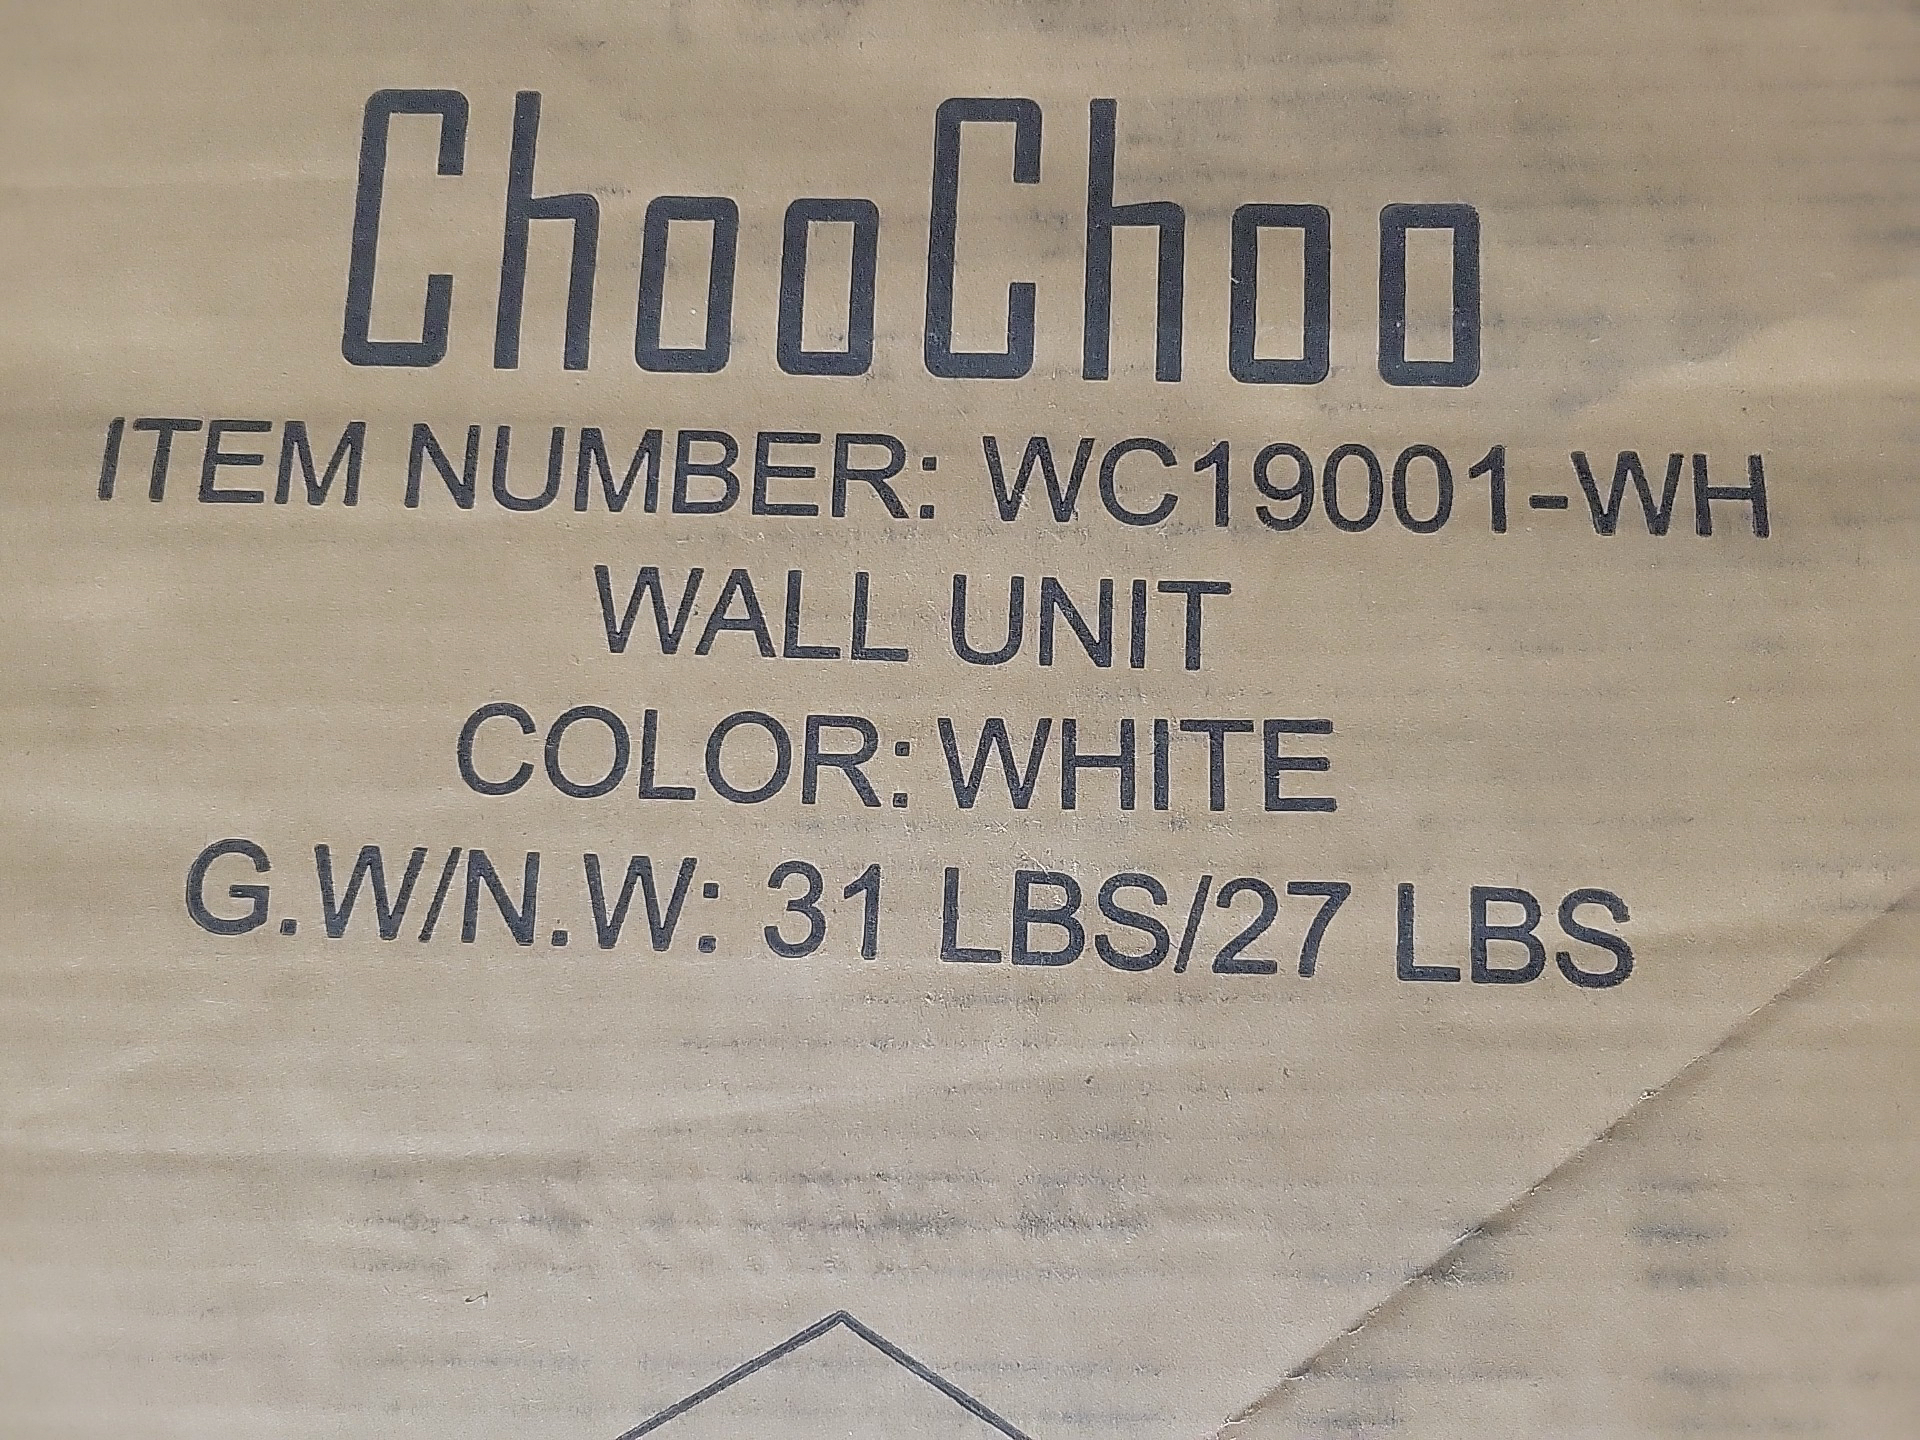 ChooChoo
ITEM NUMBER: WC19001-WH
WALL UNIT
COLOR: WHITE
G.W/N.W: 31 LBS/27 LBS